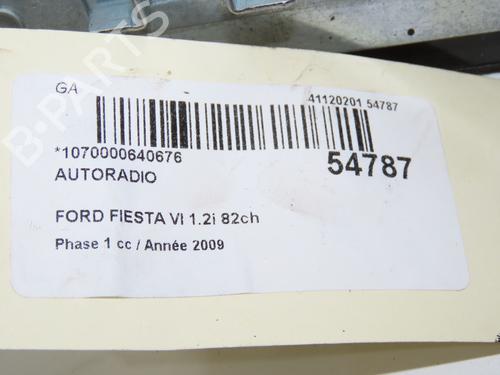 GA
41120201 54787
*1070000640676
54787
AUTORADIO
FORD FIESTA VI 1.2i 82ch
Phase 1 cc / Année 2009
B-PARTS